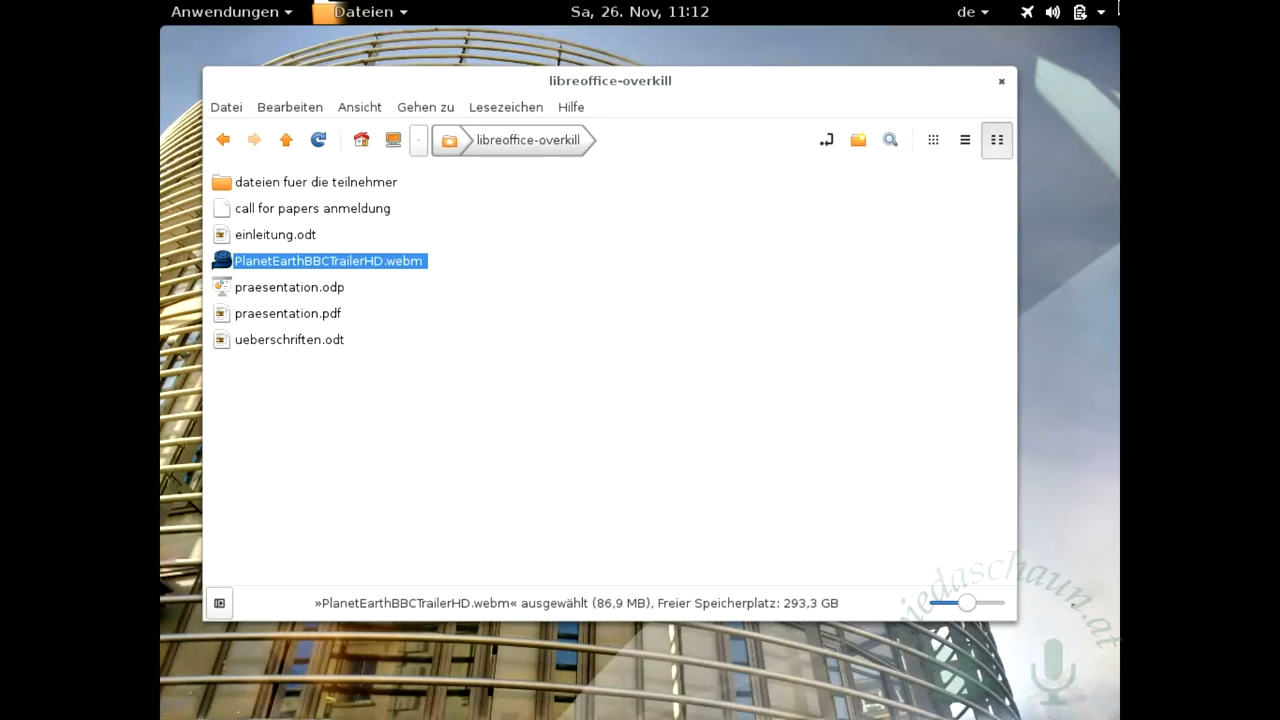 Anwendungen Dateien Sa, 26. Nov, 11:12 de
libreoffice-overkill
Datei Bearbeiten Ansicht Gehen zu Lesezeichen Hilfe
libreoffice-overkill
dateien fuer die teilnehmer
call for papers anmeldung
einleitung.odt
PlanetEarthBBCTrailerHD.webm
praesentation.odp
praesentation.pdf
ueberschriften.odt
»PlanetEarthBBCTrailerHD.webm« ausgewählt (86,9 MB), Freier Speicherplatz: 293,3 GB